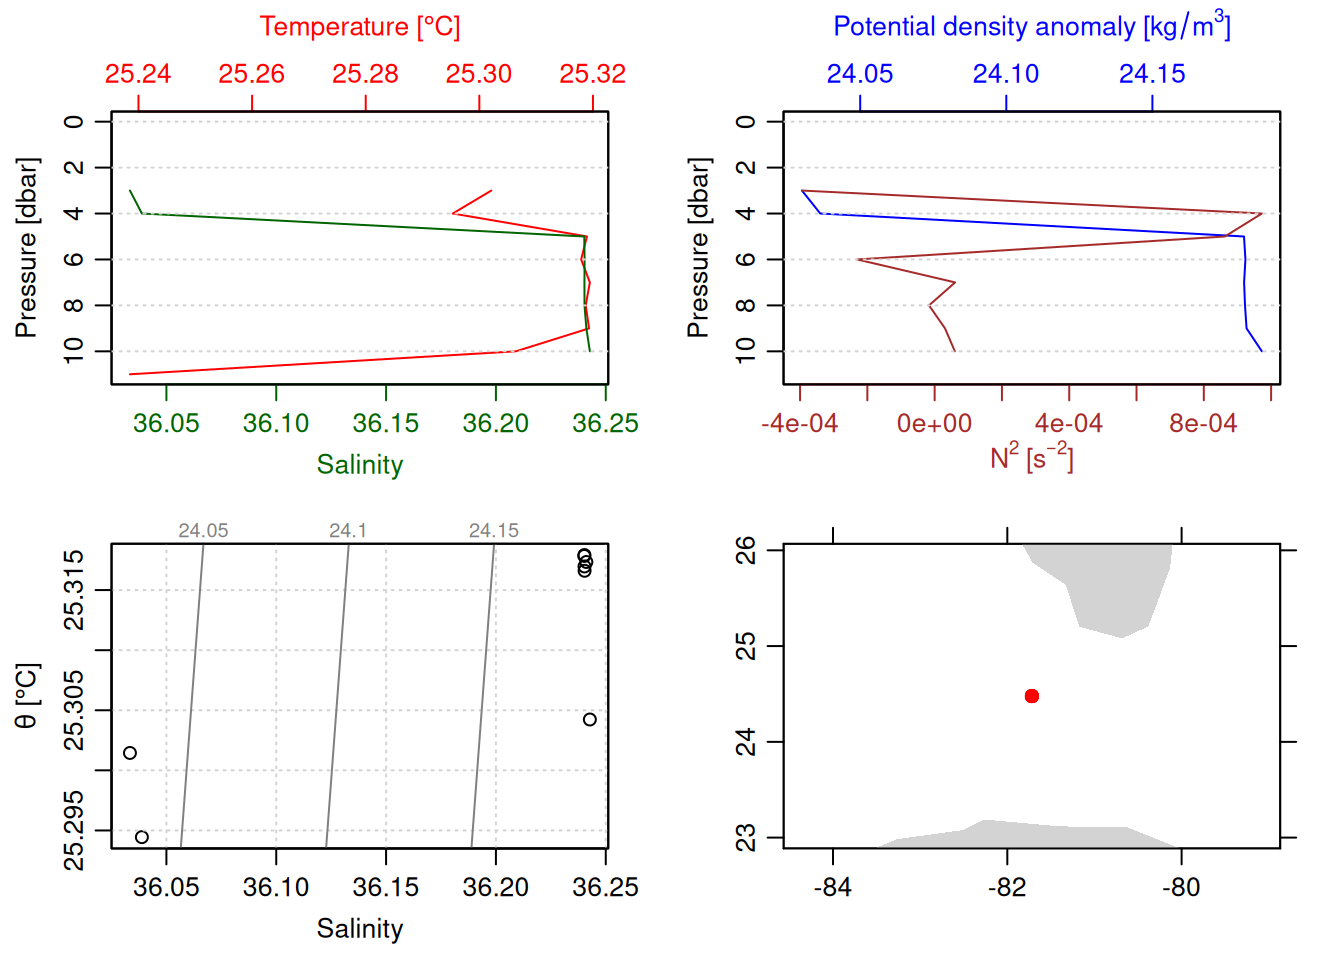 Temperature [°C]
25.24 25.26 25.28 25.30 25.32
Pressure [dbar]
0
2
4
6
8
10
36.05 36.10 36.15 36.20 36.25
Salinity
Potential density anomaly [kg/m³]
24.05 24.10 24.15
Pressure [dbar]
0
2
4
6
8
10
-4e-04 0e+00 4e-04 8e-04
N² [s⁻²]
24.05 24.1 24.15
θ [°C]
25.315
25.305
25.295
36.05 36.10 36.15 36.20 36.25
Salinity
26
25
24
23
-84 -82 -80